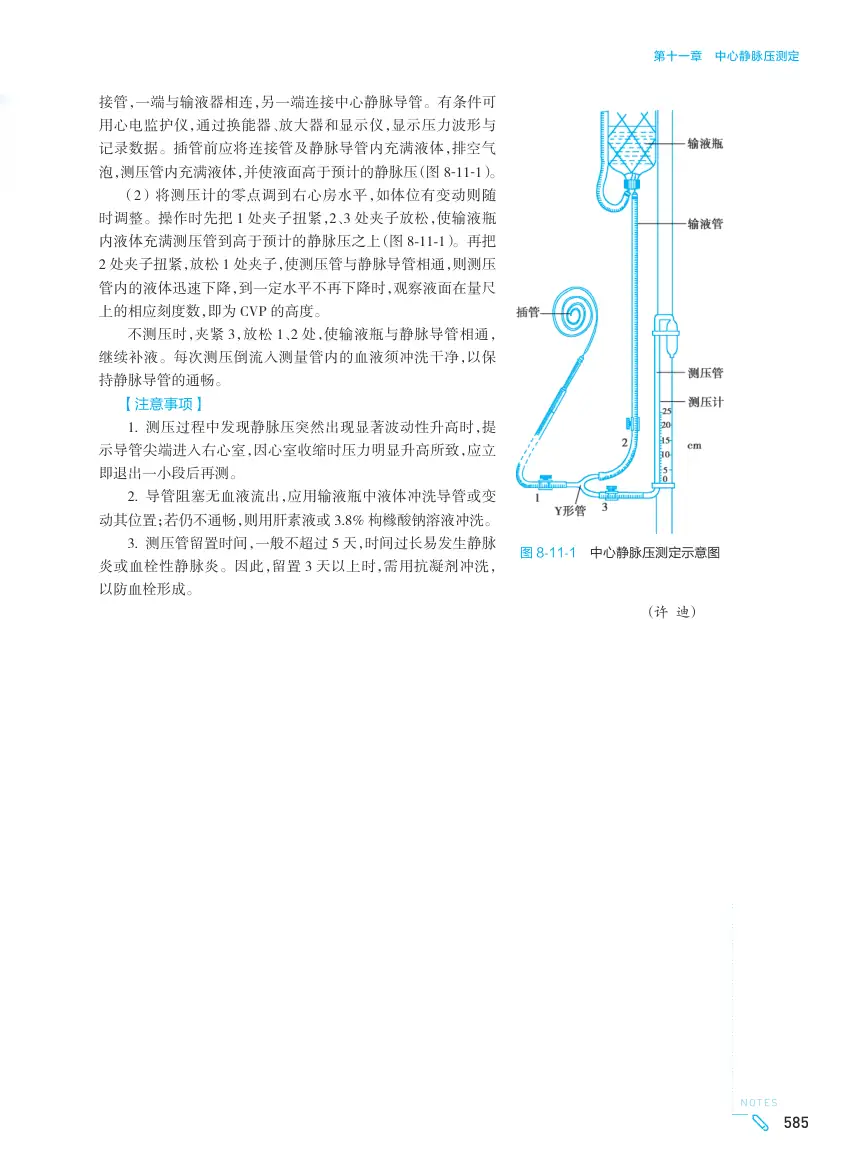 第十一章 中心静脉压测定
接管,一端与输液器相连,另一端连接中心静脉导管。有条件可
用心电监护仪,通过换能器、放大器和显示仪,显示压力波形与
记录数据。插管前应将连接管及静脉导管内充满液体,排空气
泡,测压管内充满液体,并使液面高于预计的静脉压(图 8-11-1)。
(2)将测压计的零点调到右心房水平,如体位有变动则随
时调整。操作时先把 1 处夹子扭紧,2、3 处夹子放松,使输液瓶
内液体充满测压管到高于预计的静脉压之上(图 8-11-1)。再把
2 处夹子扭紧,放松 1 处夹子,使测压管与静脉导管相通,则测压
管内的液体迅速下降,到一定水平不再下降时,观察液面在量尺
上的相应刻度数,即为 CVP 的高度。
不测压时,夹紧 3,放松 1、2 处,使输液瓶与静脉导管相通,
继续补液。每次测压倒流入测量管内的血液须冲洗干净,以保
持静脉导管的通畅。
【注意事项】
1. 测压过程中发现静脉压突然出现显著波动性升高时,提
示导管尖端进入右心室,因心室收缩时压力明显升高所致,应立
即退出一小段后再测。
2. 导管阻塞无血液流出,应用输液瓶中液体冲洗导管或变
动其位置;若仍不通畅,则用肝素液或 3.8% 枸橼酸钠溶液冲洗。
3. 测压管留置时间,一般不超过 5 天,时间过长易发生静脉
炎或血栓性静脉炎。因此,留置 3 天以上时,需用抗凝剂冲洗,
以防血栓形成。
输液瓶
输液管
插管
测压管
测压计
25
20
15
10
5
0
cm
2
1
Y形管
3
图 8-11-1 中心静脉压测定示意图
(许 迪)
NOTES
585